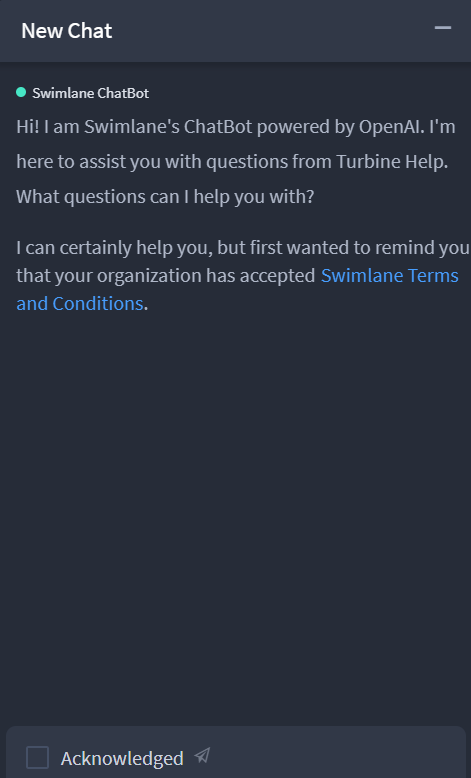 New Chat
Swimlane ChatBot
Hi! I am Swimlane's ChatBot powered by OpenAI. I'm
here to assist you with questions from Turbine Help.
What questions can I help you with?
I can certainly help you, but first wanted to remind you
that your organization has accepted Swimlane Terms
and Conditions.
Acknowledged